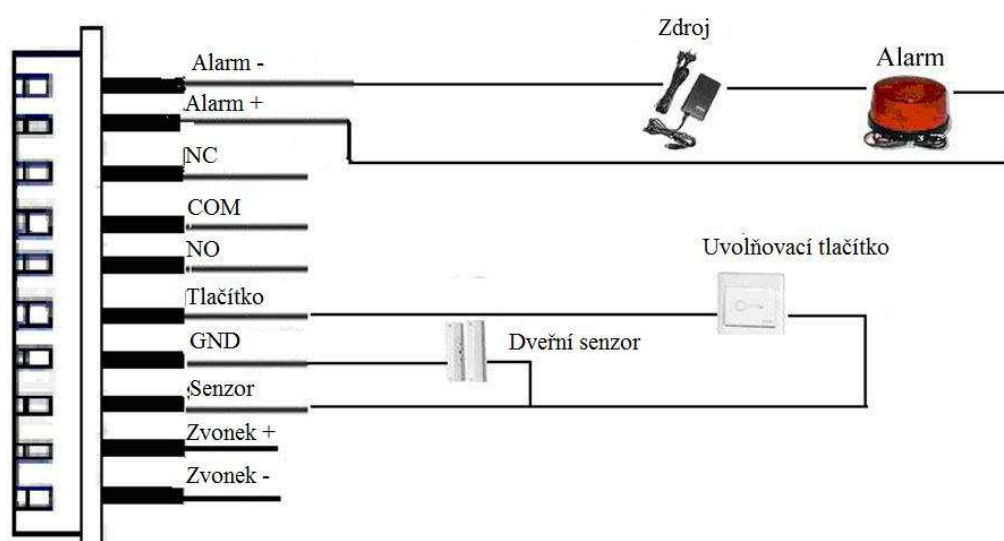 Zdroj
Alarm
Alarm -
Alarm +
NC
COM
NO
Uvolňovací tlačítko
Tlačítko
GND
Dveřní senzor
Senzor
Zvonek +
Zvonek -